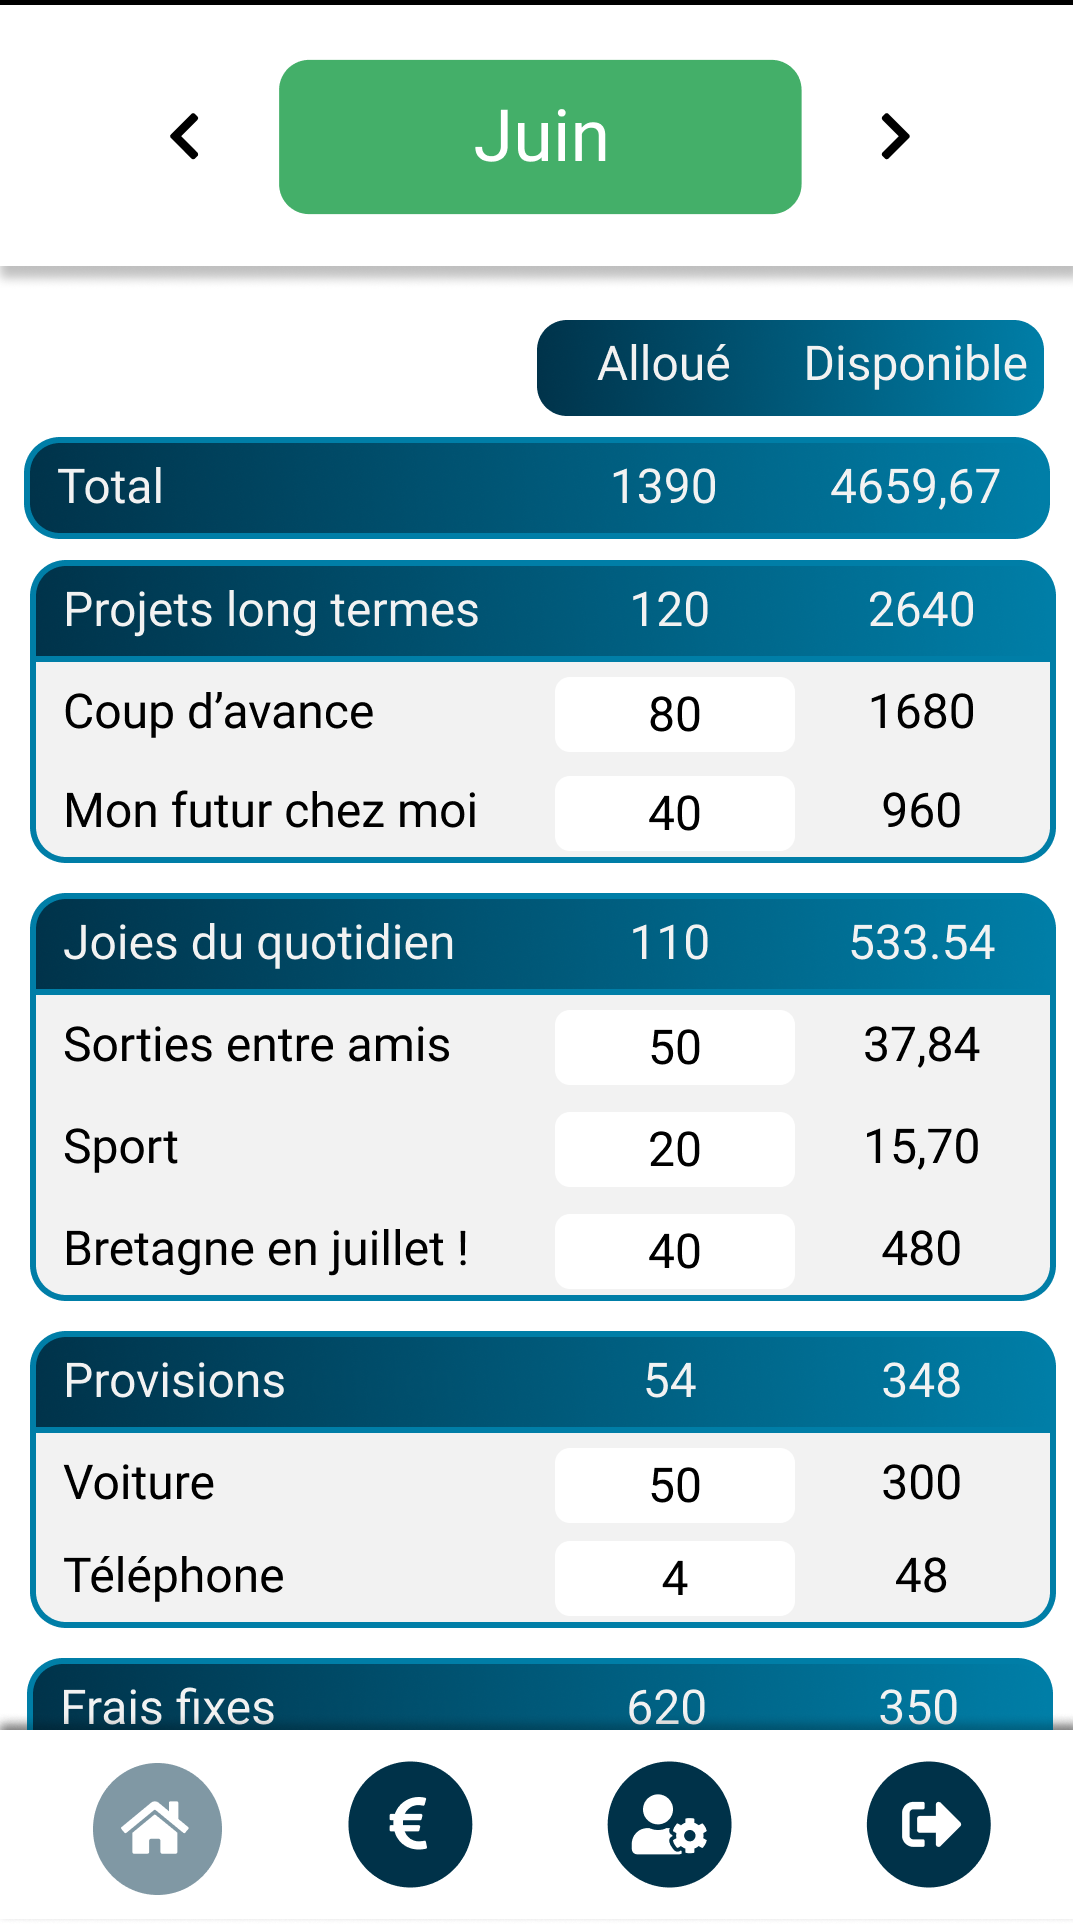 Juin
Alloué Disponible
Total 1390 4659,67
Projets long termes 120 2640
Coup d’avance 80 1680
Mon futur chez moi 40 960
Joies du quotidien 110 533.54
Sorties entre amis 50 37,84
Sport 20 15,70
Bretagne en juillet ! 40 480
Provisions 54 348
Voiture 50 300
Téléphone 4 48
Frais fixes 620 350
€